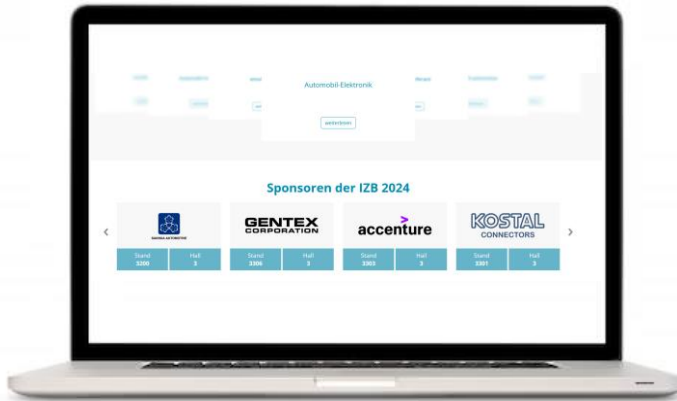 Automobil-Elektronik
weiterlesen
Sponsoren der IZB 2024
GENTEX
CORPORATION
accenture
KOSTAL
CONNECTORS
Stand
3200
Hall
3
Stand
3306
Hall
3
Stand
3303
Hall
3
Stand
3301
Hall
3